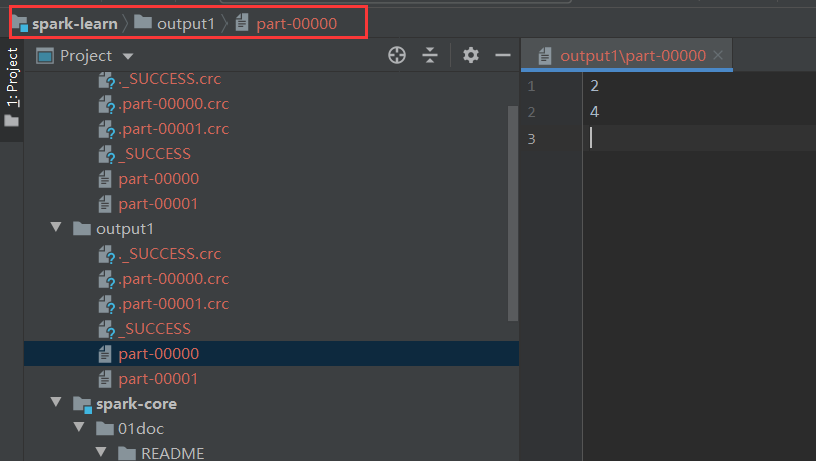 spark-learn output1 part-00000
1: Project
Project
output1\part-00000
._SUCCESS.crc
.part-00000.crc
.part-00001.crc
_SUCCESS
part-00000
part-00001
output1
._SUCCESS.crc
.part-00000.crc
.part-00001.crc
_SUCCESS
part-00000
part-00001
spark-core
01doc
README
1 2
2 4
3